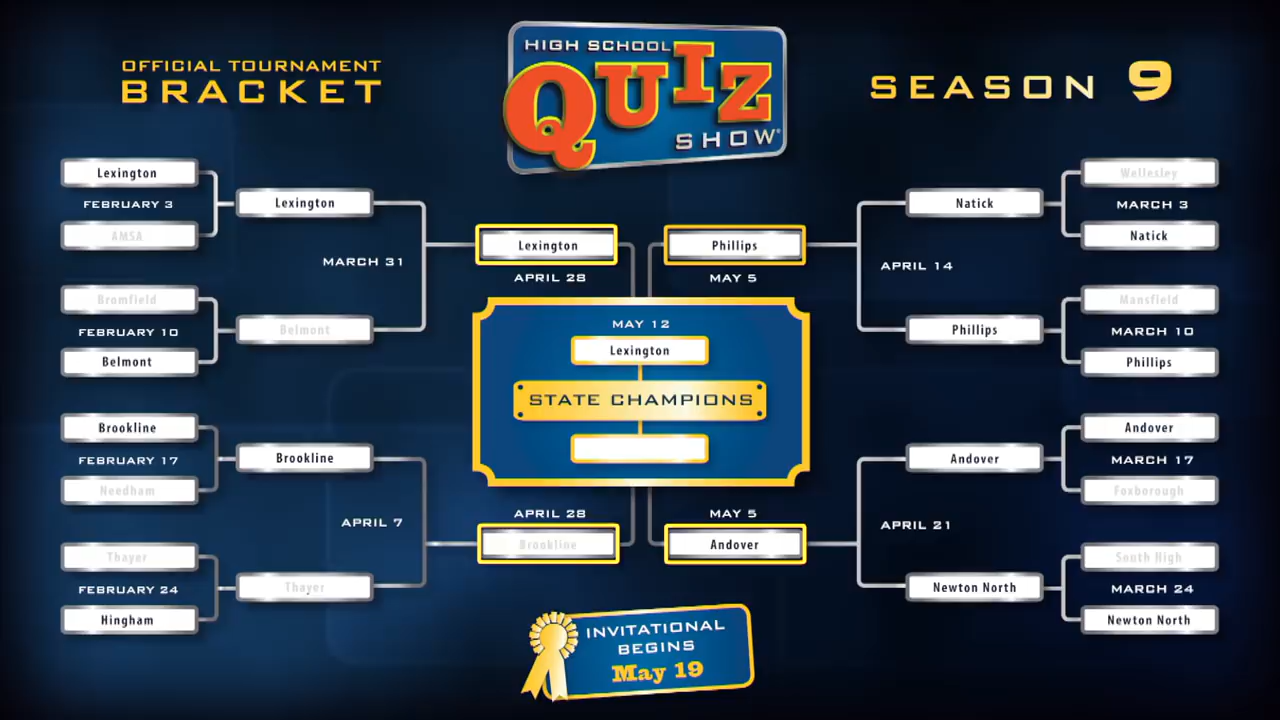 OFFICIAL TOURNAMENT
BRACKET
HIGH SCHOOL
QUIZ
SHOW®
SEASON 9
Lexington
FEBRUARY 3
AMSA
Lexington
MARCH 31
Bromfield
FEBRUARY 10
Belmont
Belmont
Brookline
FEBRUARY 17
Needham
Brookline
APRIL 7
Thayer
FEBRUARY 24
Hingham
Thayer
Lexington
APRIL 28
Phillips
MAY 5
MAY 12
Lexington
STATE CHAMPIONS
APRIL 28
Brookline
MAY 5
Andover
Natick
APRIL 14
Phillips
Wellesley
MARCH 3
Natick
Mansfield
MARCH 10
Phillips
Andover
APRIL 21
Newton North
Andover
MARCH 17
Foxborough
South High
MARCH 24
Newton North
INVITATIONAL
BEGINS
May 19